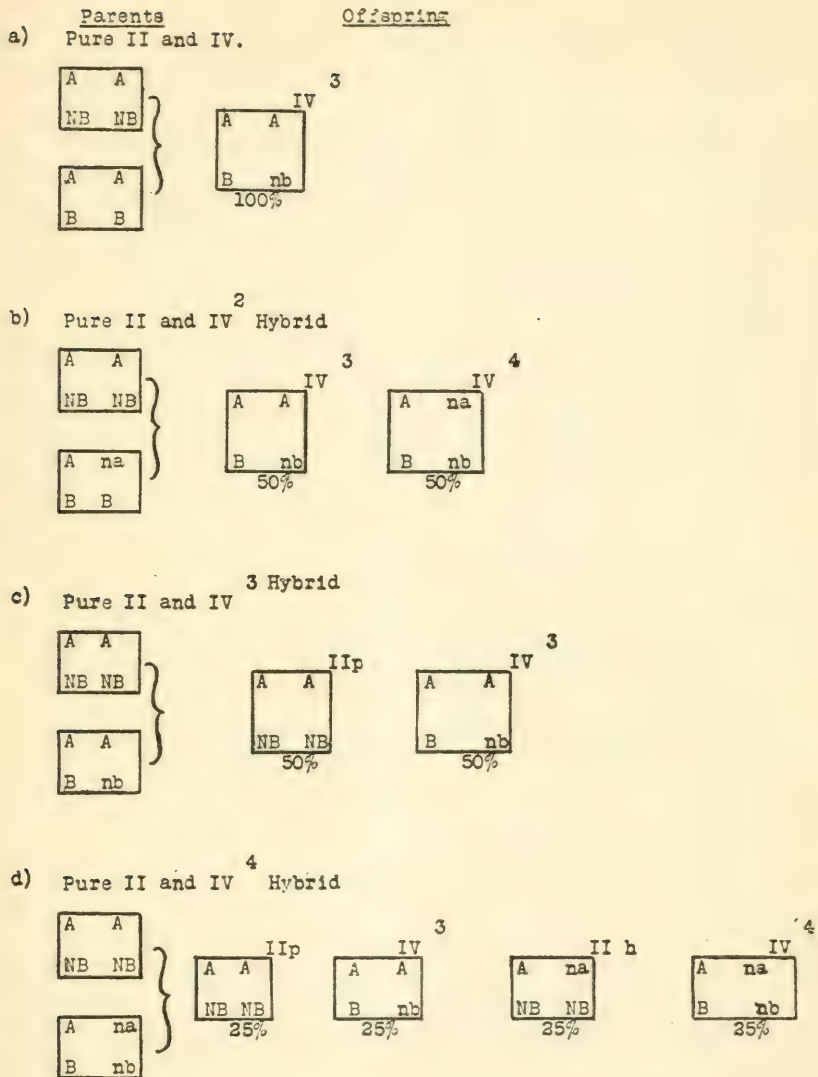 Parents Offspring
a) Pure II and IV.
A A
NB NB
A A
B B
IV 3
A A
B nb
100%
b) Pure II and IV 2 Hybrid
A A
NB NB
A na
B B
IV 3
A A
B nb
50%
IV 4
A na
B nb
50%
c) Pure II and IV 3 Hybrid
A A
NB NB
A A
B nb
IIp
A A
NB NB
50%
IV 3
A A
B nb
50%
d) Pure II and IV 4 Hybrid
A A
NB NB
A na
B nb
IIp
A A
NB NB
25%
IV 3
A A
B nb
25%
II h
A na
NB NB
25%
IV 4
A na
B nb
25%